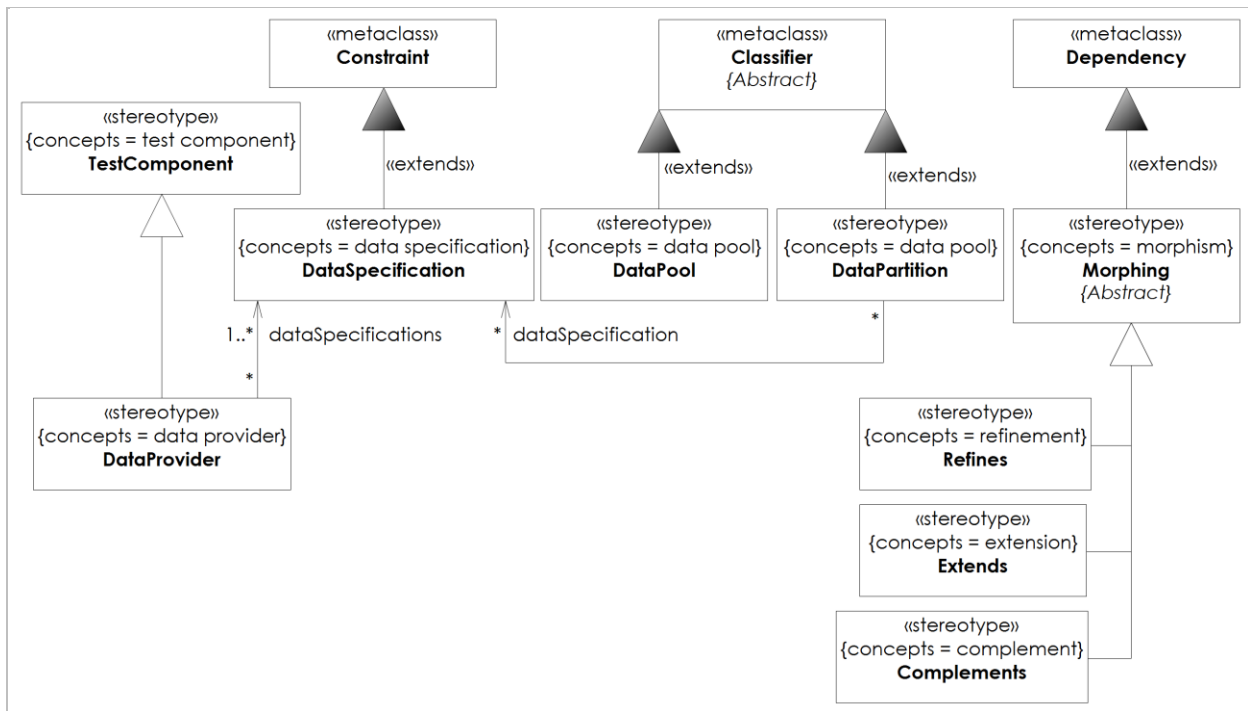 «metaclass»
Constraint
«metaclass»
Classifier
{Abstract}
«metaclass»
Dependency
«stereotype»
{concepts = test component}
TestComponent
«extends»
«extends»
«extends»
«extends»
«stereotype»
{concepts = data specification}
DataSpecification
«stereotype»
{concepts = data pool}
DataPool
«stereotype»
{concepts = data pool}
DataPartition
«stereotype»
{concepts = morphism}
Morphing
{Abstract}
1..* dataSpecifications
*
* dataSpecification
*
«stereotype»
{concepts = data provider}
DataProvider
«stereotype»
{concepts = refinement}
Refines
«stereotype»
{concepts = extension}
Extends
«stereotype»
{concepts = complement}
Complements